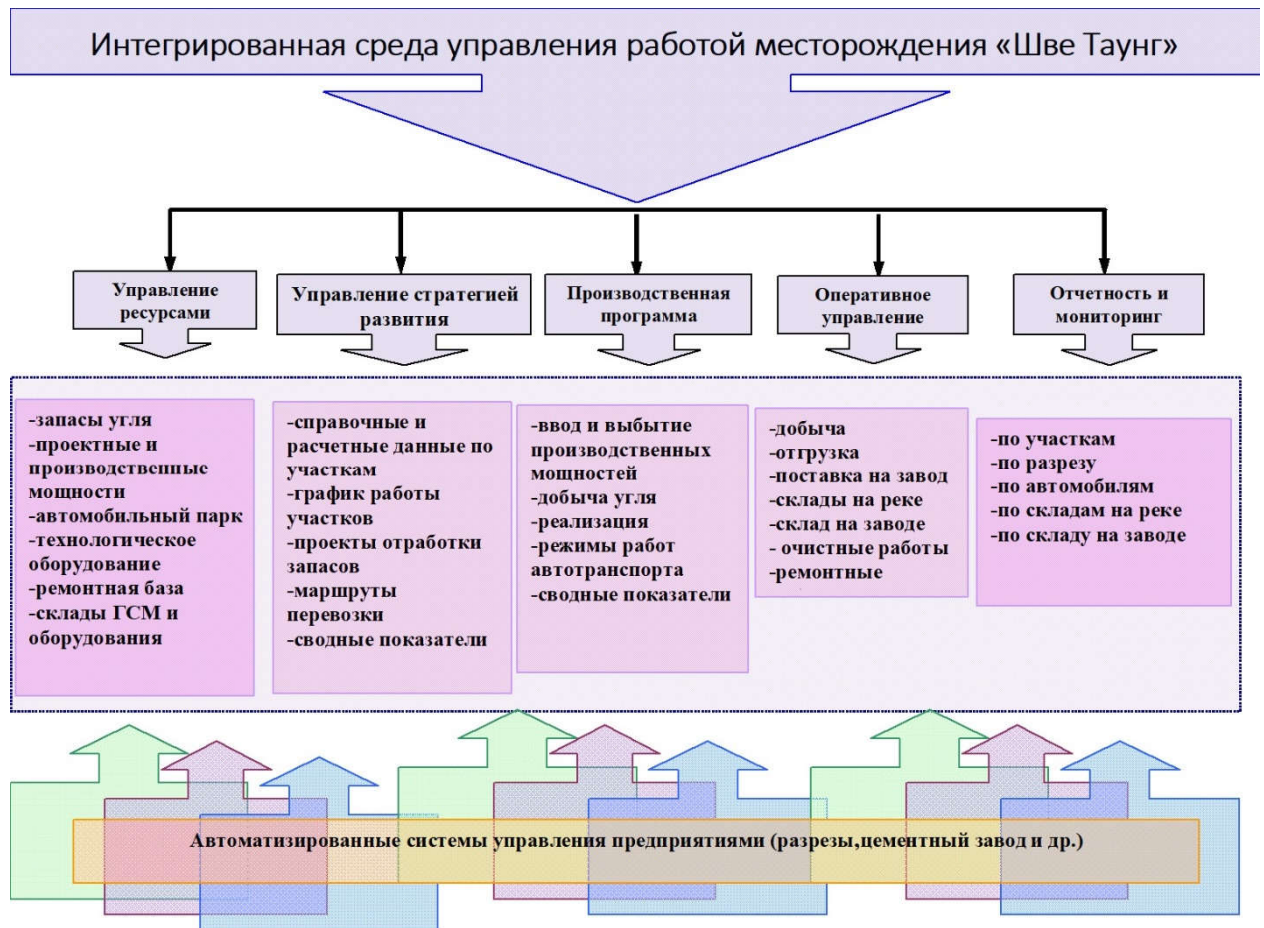 Интегрированная среда управления работой месторождения «Шве Таунг»
Управление
ресурсами
Управление стратегией
развития
Производственная
программа
Оперативное
управление
Отчетность и
мониторинг
-запасы угля
-проектные и
производственные
мощности
-автомобильный парк
-технологическое
оборудование
-ремонтная база
-склады ГСМ и
оборудования
-справочные и
расчетные данные по
участкам
-график работы
участков
-проекты отработки
запасов
-маршруты
перевозки
-сводные показатели
-ввод и выбытие
производственных
мощностей
-добыча угля
-реализация
-режимы работ
автотранспорта
-сводные показатели
-добыча
-отгрузка
-поставка на завод
-склады на реке
-склад на заводе
- очистные работы
-ремонтные
-по участкам
-по разрезу
-по автомобилям
-по складам на реке
-по складу на заводе
Автоматизированные системы управления предприятиями (разрезы,цементный завод и др.)